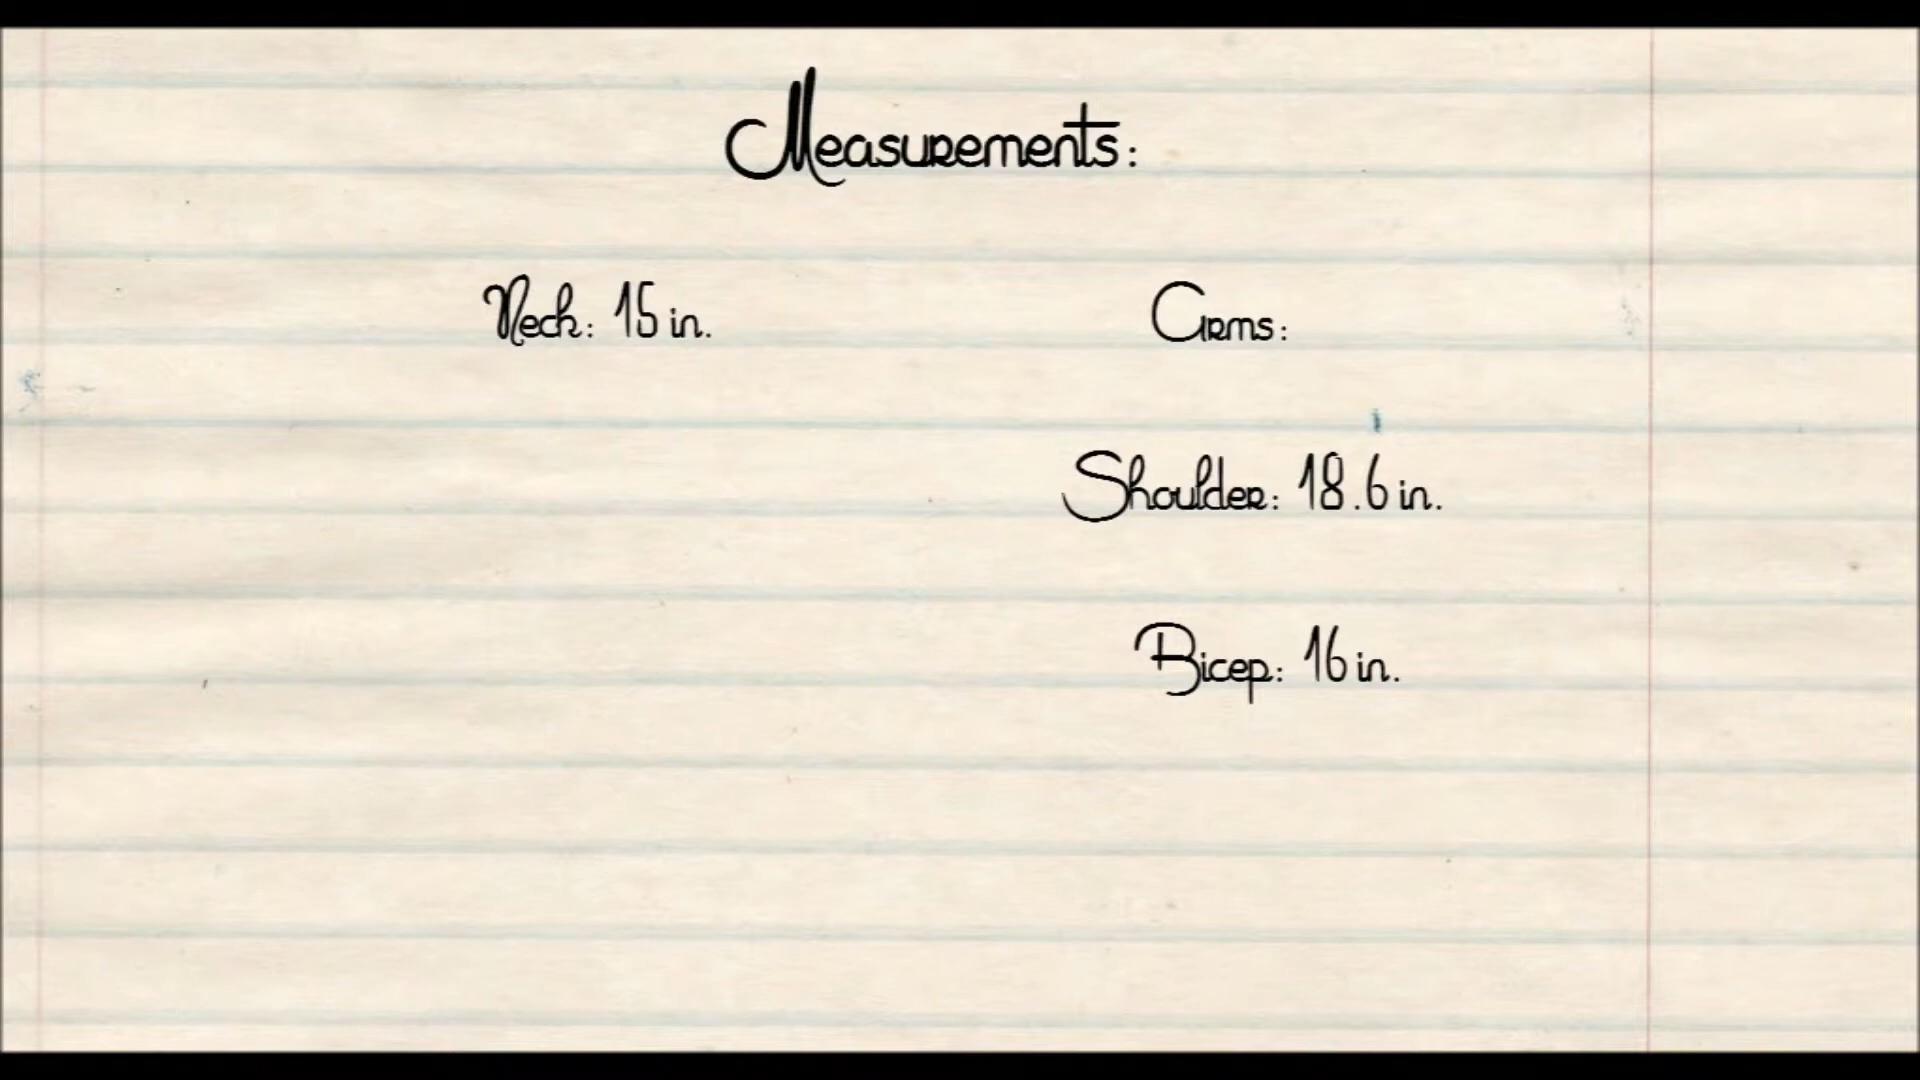 Measurements:
Neck: 15 in.
Arms:
Shoulder: 18.6 in.
Bicep: 16 in.